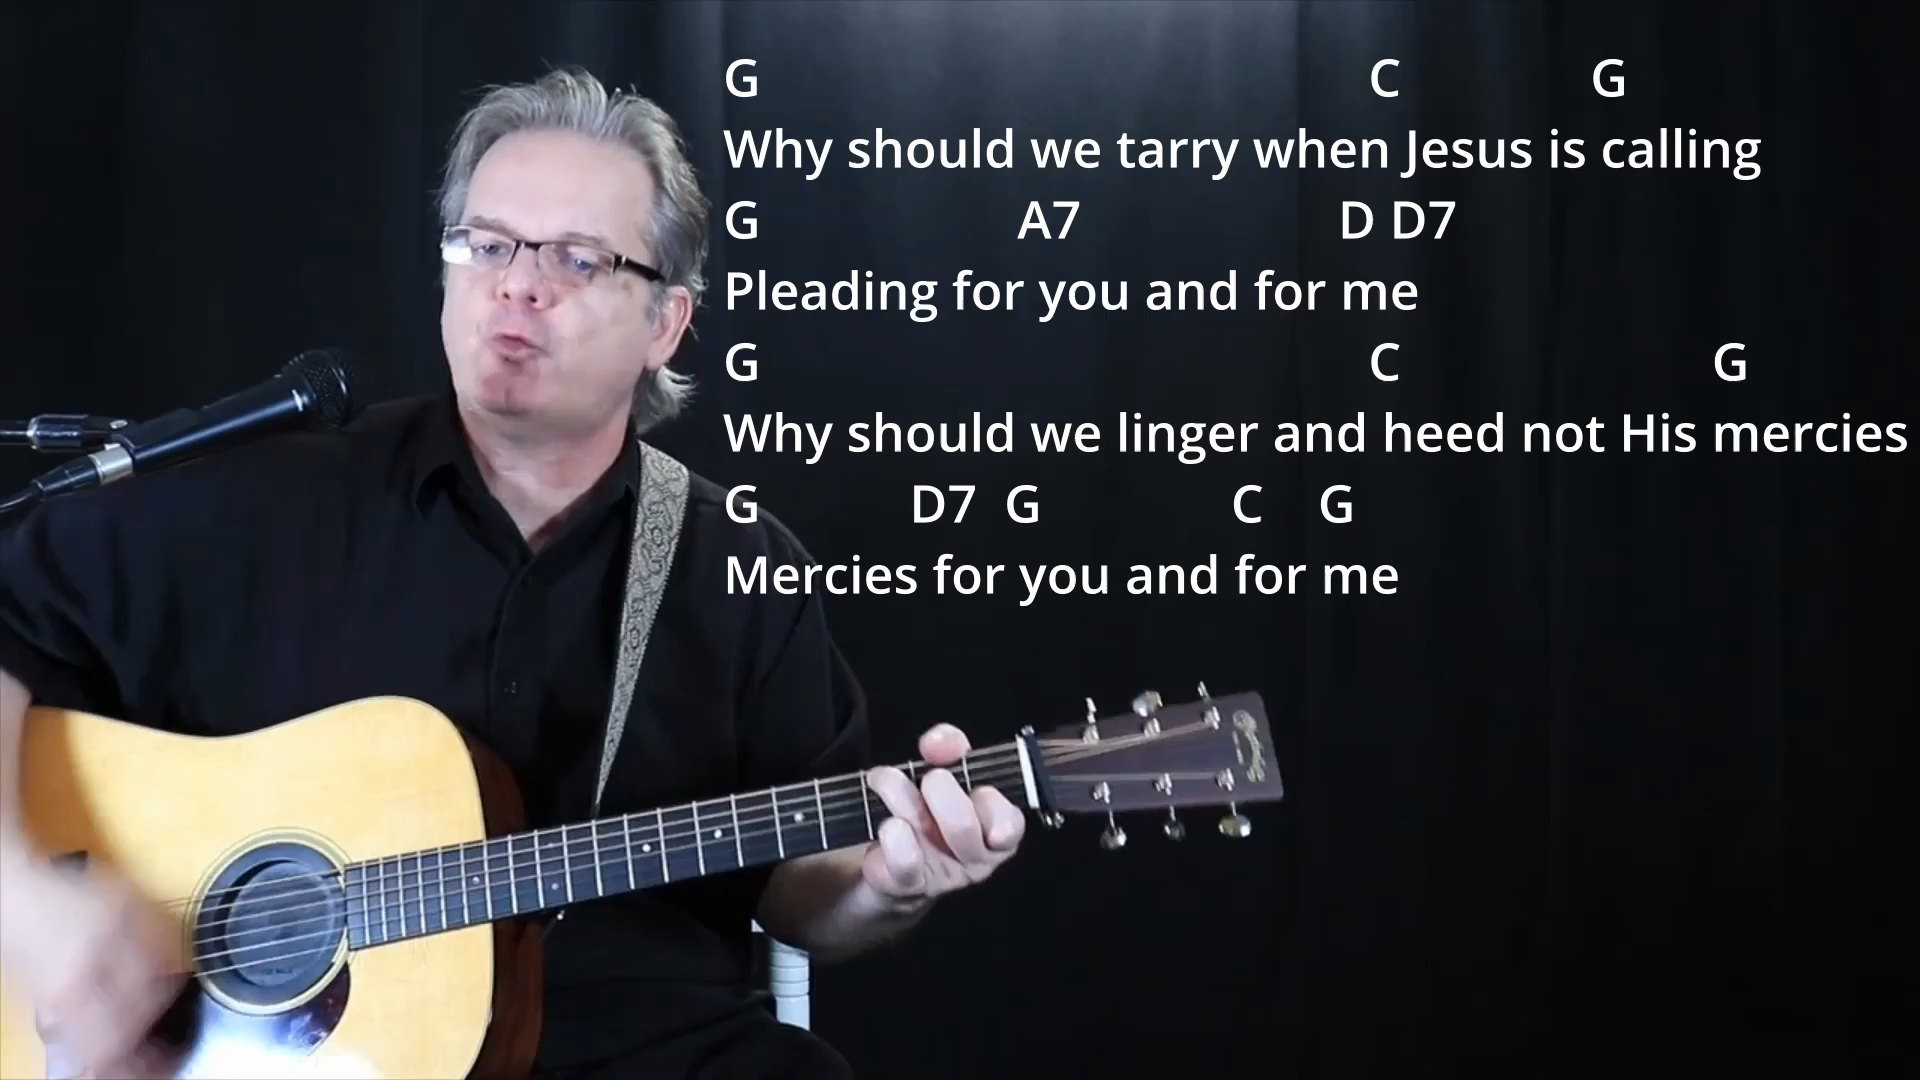 G C G
Why should we tarry when Jesus is calling
G A7 D D7
Pleading for you and for me
G C G
Why should we linger and heed not His mercies
G D7 G C G
Mercies for you and for me